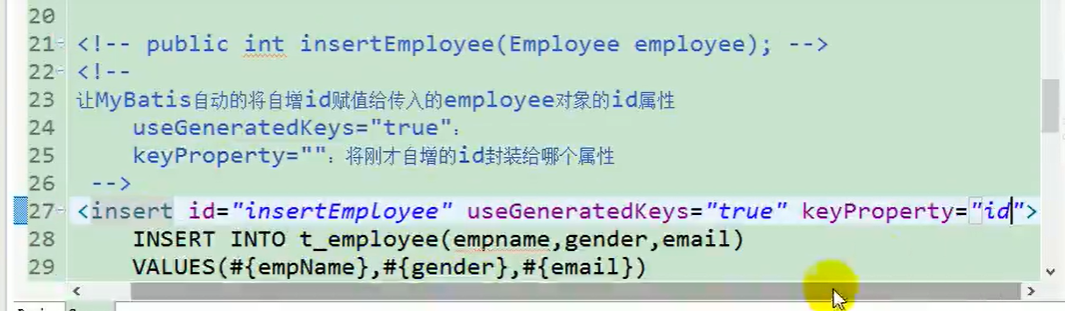 20
21 <!-- public int insertEmployee(Employee employee); -->
22 <!--
23 让MyBatis自动的将自增id赋值给传入的employee对象的id属性
24 useGeneratedKeys="true"；
25 keyProperty=""：将刚才自增的id封装给哪个属性
26 -->
27 <insert id="insertEmployee" useGeneratedKeys="true" keyProperty="id">
28 INSERT INTO t_employee(empname,gender,email)
29 VALUES(#{empName},#{gender},#{email})